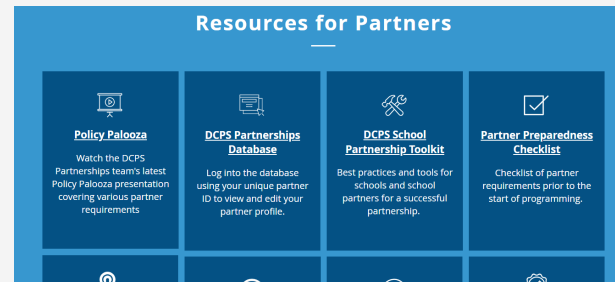 Resources for Partners
Policy Palooza
Watch the DCPS
Partnerships team's latest
Policy Palooza presentation
covering various partner
requirements
DCPS Partnerships
Database
Log into the database
using your unique partner
ID to view and edit your
partner profile.
DCPS School
Partnership Toolkit
Best practices and tools for
schools and school
partners for a successful
partnership.
Partner Preparedness
Checklist
Checklist of partner
requirements prior to the
start of programming.